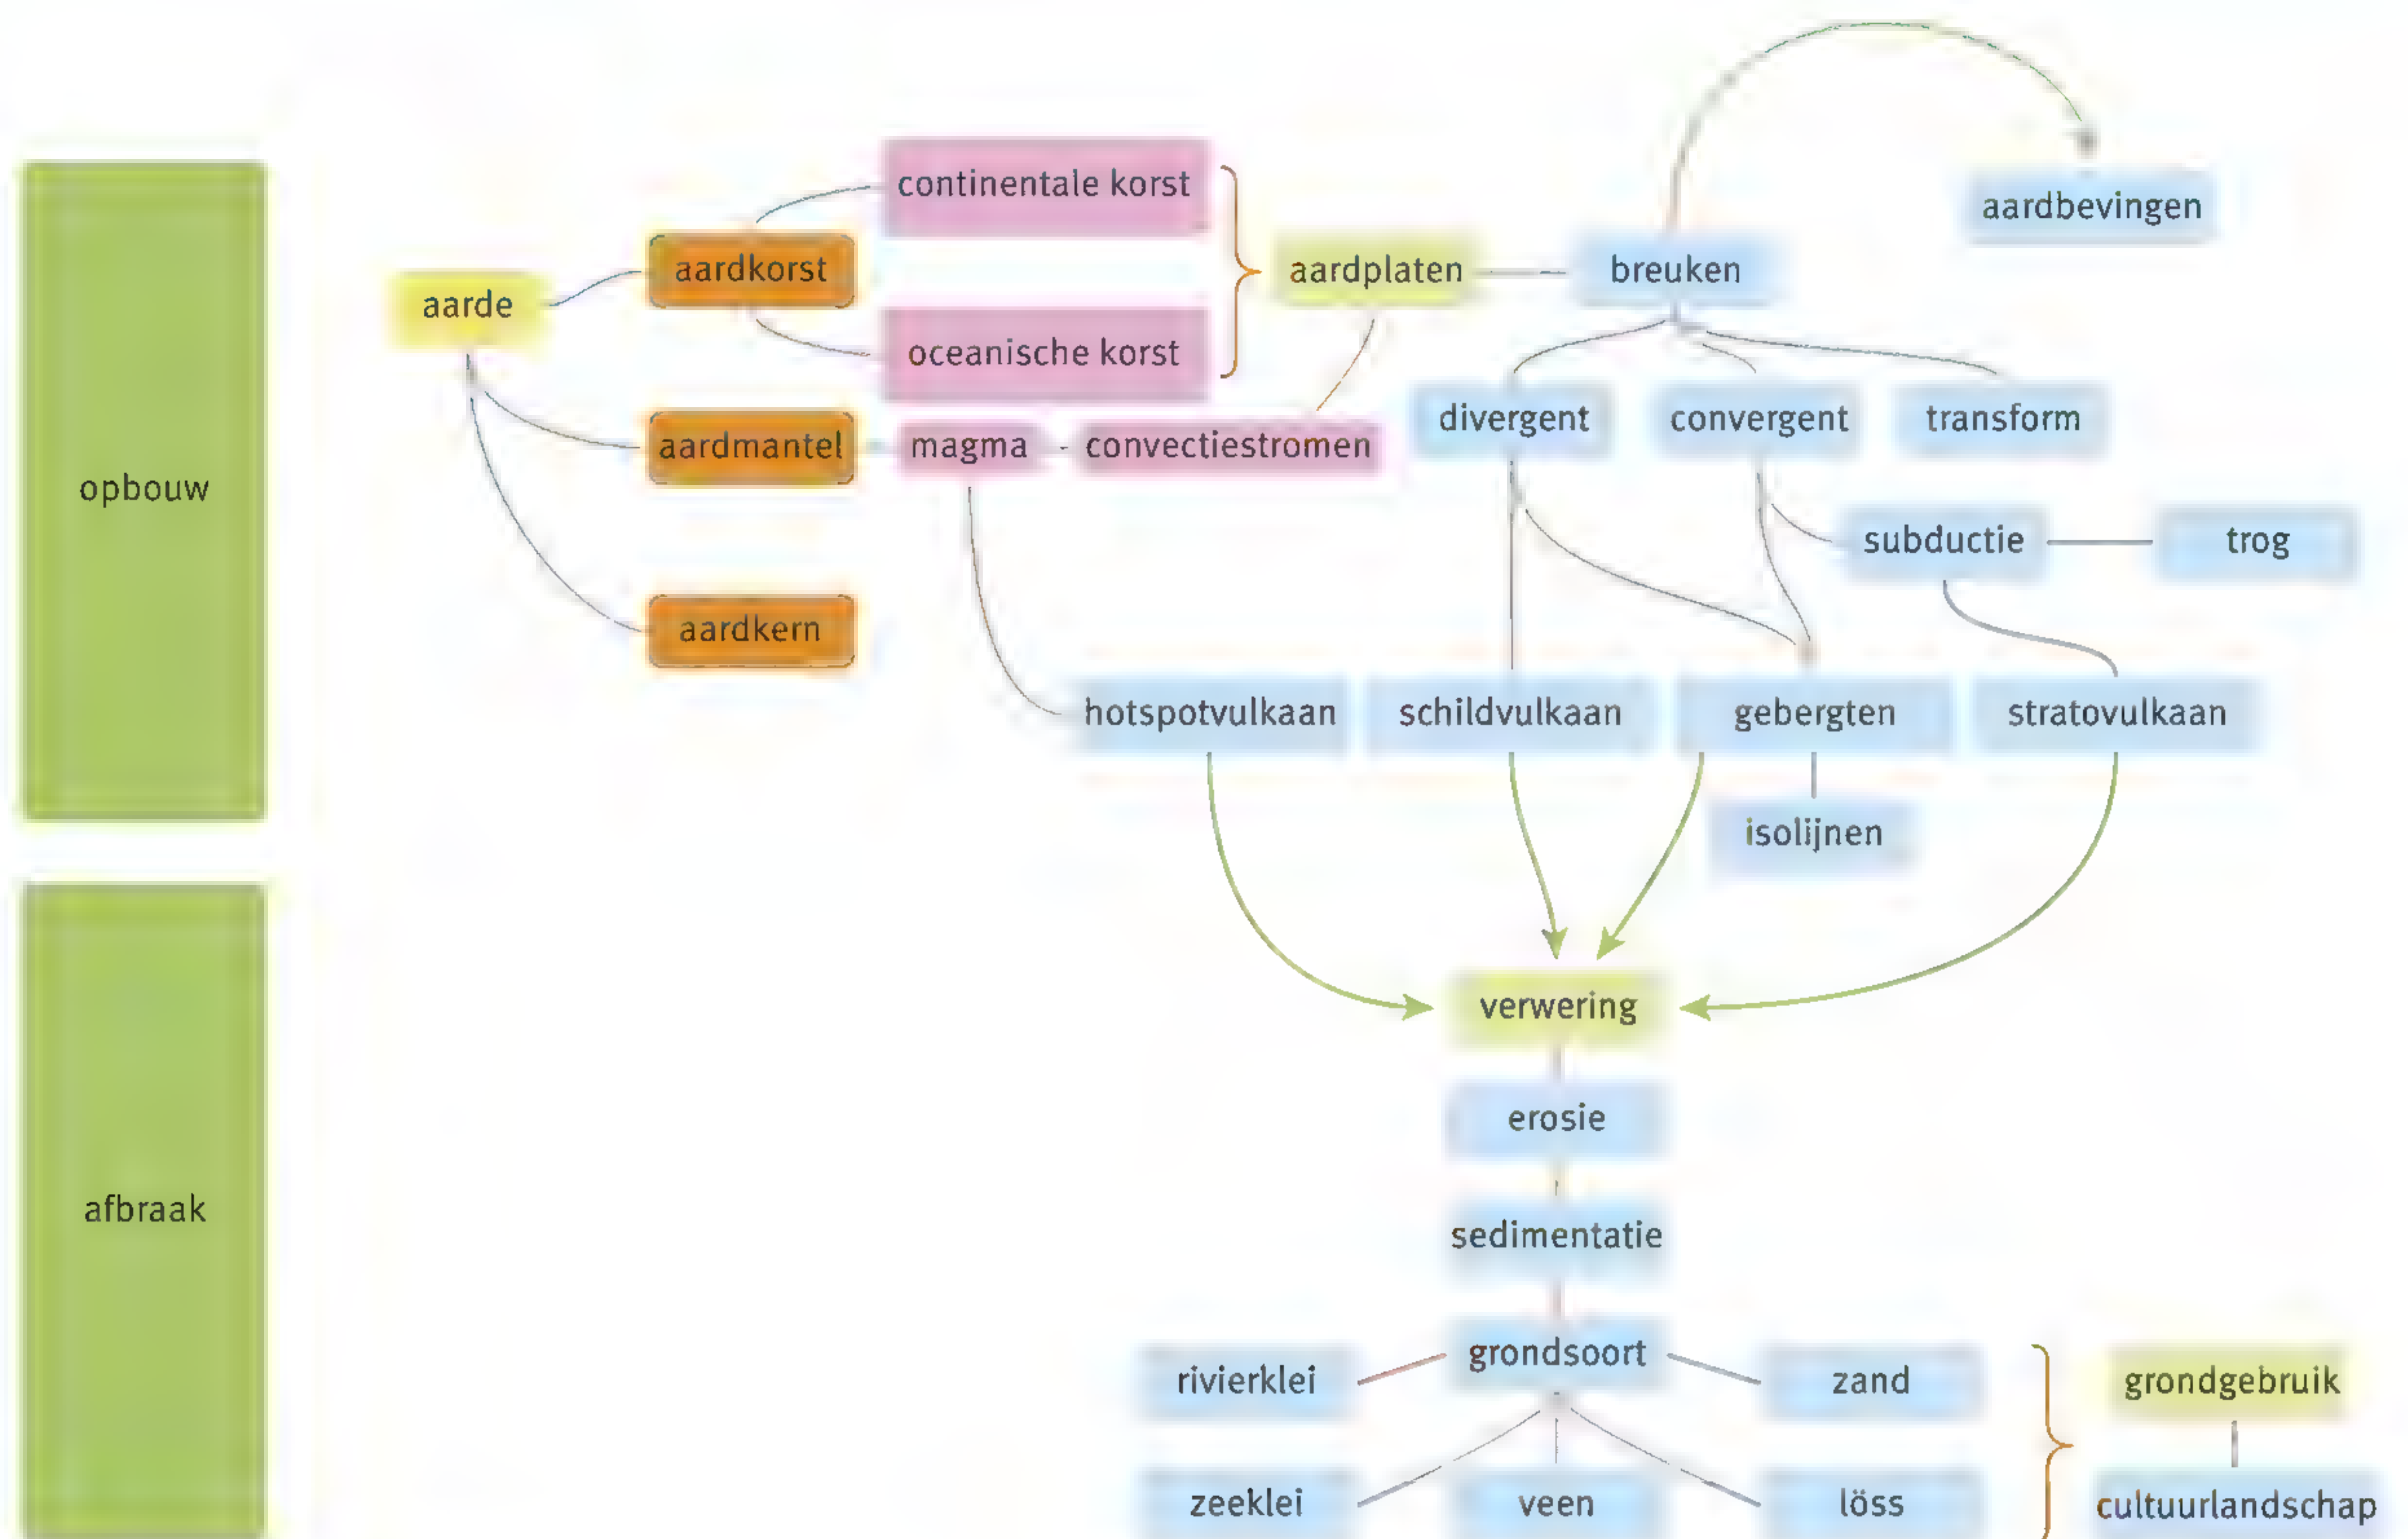 continentale korst
aardbevingen
aardkorst
aardplaten
breuken
aarde
oceanische korst
divergent
convergent
transform
aardmantel
magma
convectiestromen
opbouw
subductie
trog
aardkern
hotspotvulkaan
schildvulkaan
gebergten
stratovulkaan
isolijnen
verwering
erosie
afbraak
sedimentatie
grondsoort
rivierklei
zand
grondgebruik
zeeklei
veen
löss
cultuurlandschap